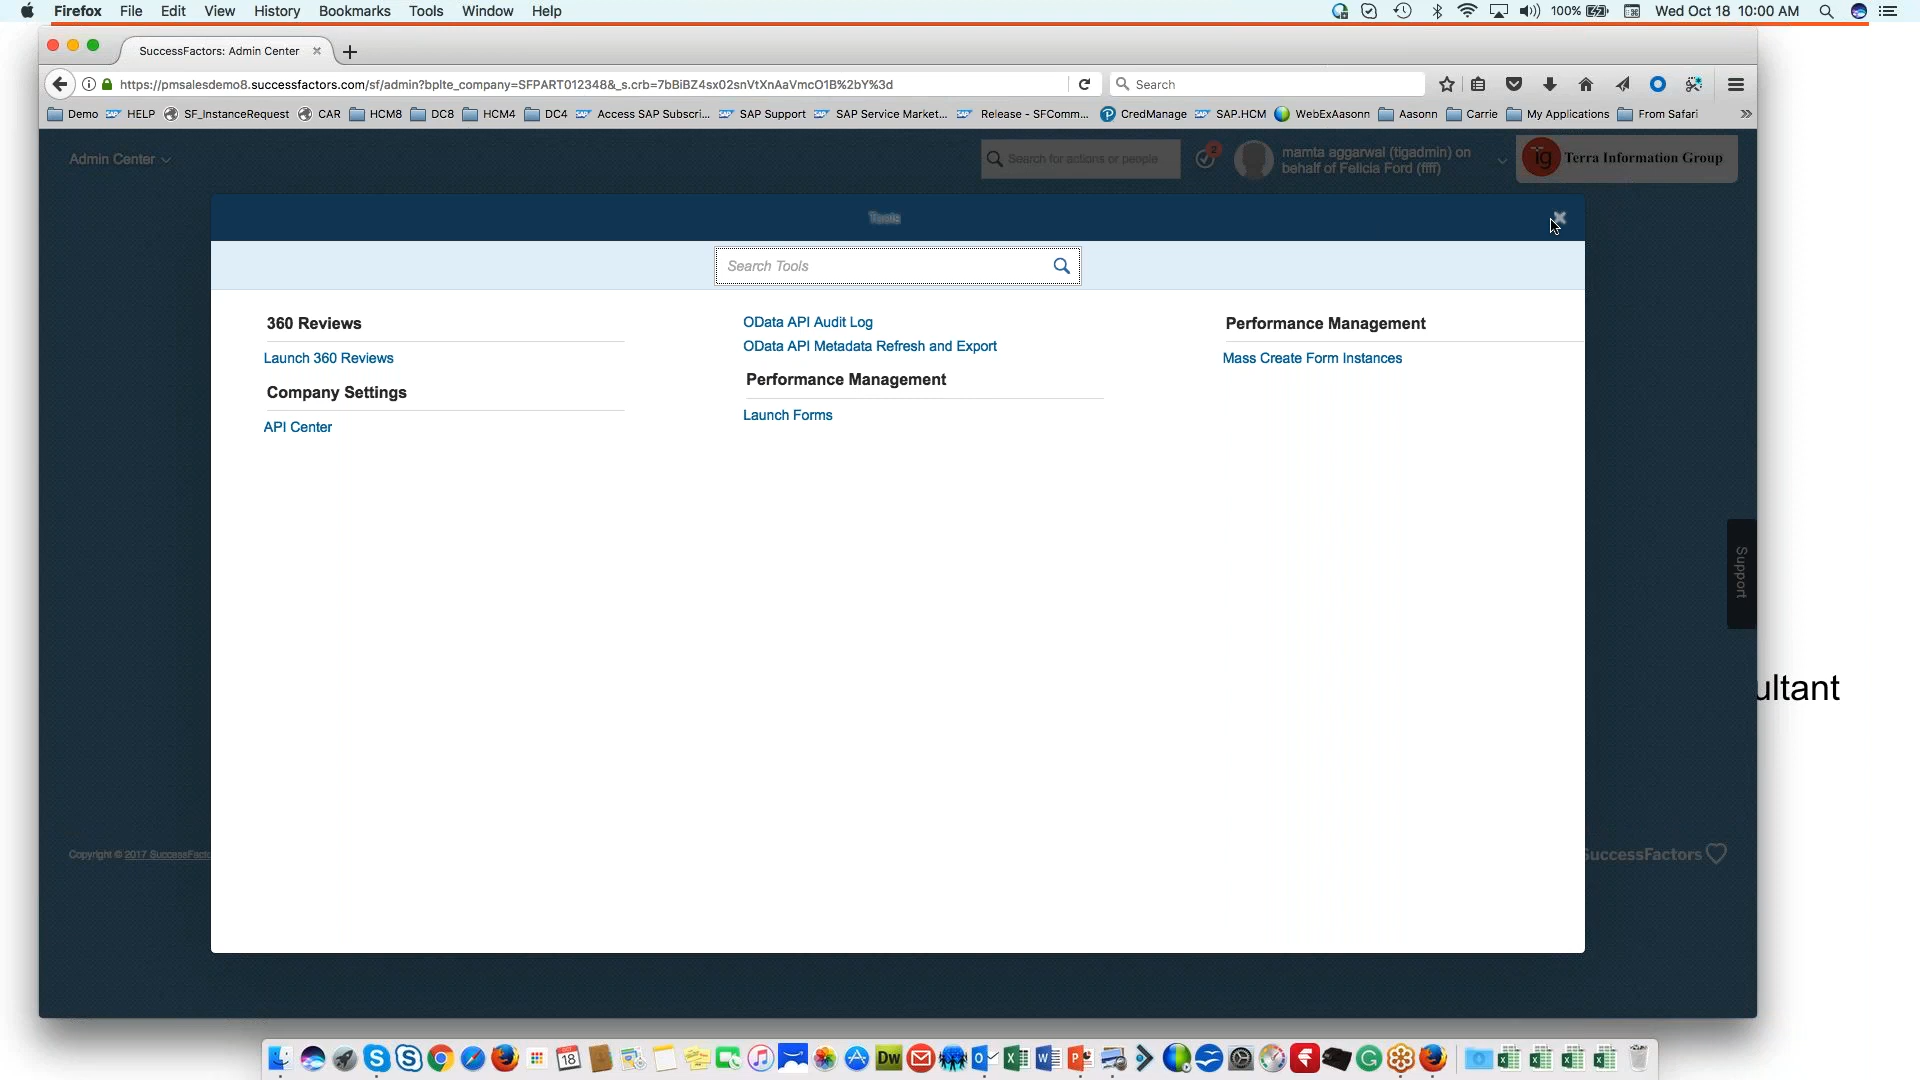 Firefox File Edit View History Bookmarks Tools Window Help 100% Wed Oct 18 10:00 AM
SuccessFactors: Admin Center
https://pmsalesdemo8.successfactors.com/sf/admin?bplte_company=SFPART012348&_s.crb=7bBiBZ4sx02snVtXnAaVmcO1B%2bY%3d Search
Demo HELP SF_InstanceRequest CAR HCM8 DC8 HCM4 DC4 Access SAP Subscri... SAP Support SAP Service Market... Release - SFComm... CredManage SAP.HCM WebExAasonn Aasonn Carrie My Applications From Safari
Admin Center Search for actions or people 2 mamta aggarwal (tigadmin) on
behalf of Felicia Ford (ffff)
tig Terra Information Group
Tools
Search Tools
360 Reviews
Launch 360 Reviews
Company Settings
API Center
OData API Audit Log
OData API Metadata Refresh and Export
Performance Management
Launch Forms
Performance Management
Mass Create Form Instances
Support
ultant
Copyright © 2017 SuccessFacto
SuccessFactors
18
Dw